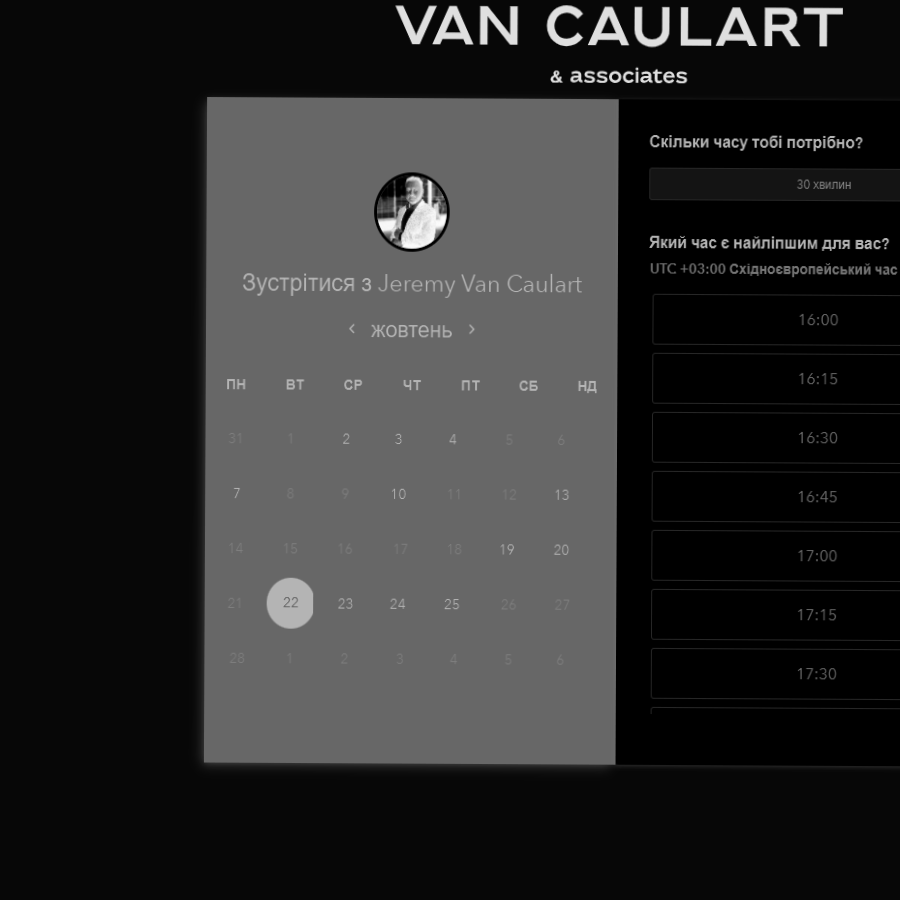 VAN CAULART
& associates
Зустрітися з Jeremy Van Caulart
‹ жовтень ›
ПН ВТ СР ЧТ ПТ СБ НД
31 1 2 3 4 5 6
7 8 9 10 11 12 13
14 15 16 17 18 19 20
21 22 23 24 25 26 27
28 1 2 3 4 5 6
Скільки часу тобі потрібно?
30 хвилин
Який час є найліпшим для вас?
UTC +03:00 Східноєвропейський час
16:00
16:15
16:30
16:45
17:00
17:15
17:30